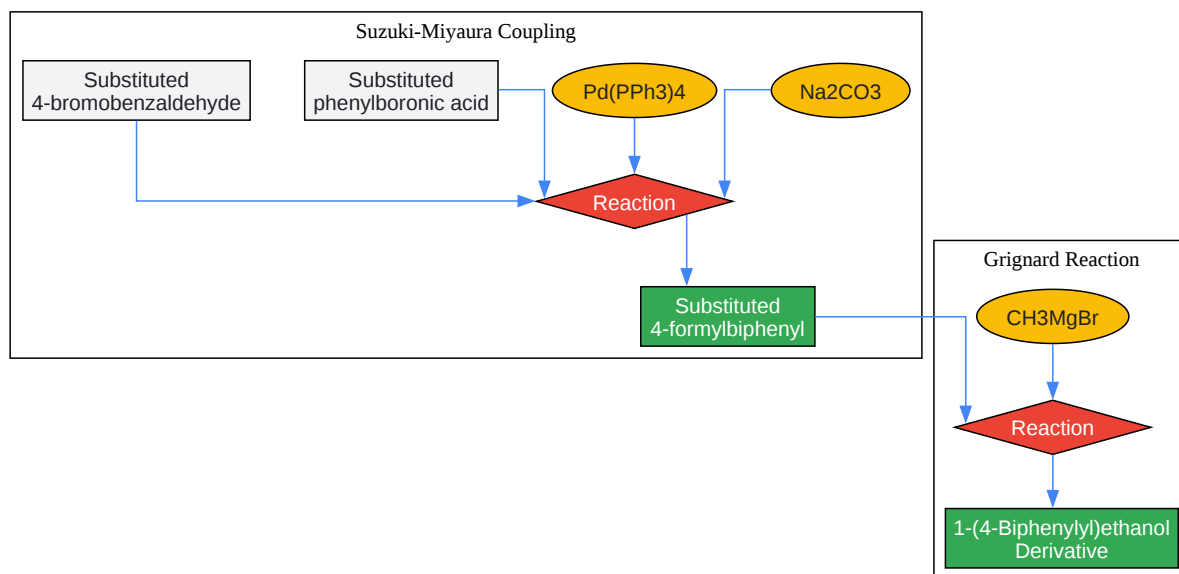 Suzuki-Miyaura Coupling
Substituted
4-bromobenzaldehyde
Substituted
phenylboronic acid
Pd(PPh3)4
Na2CO3
Reaction
Substituted
4-formylbiphenyl
Grignard Reaction
CH3MgBr
Reaction
1-(4-Biphenylyl)ethanol
Derivative